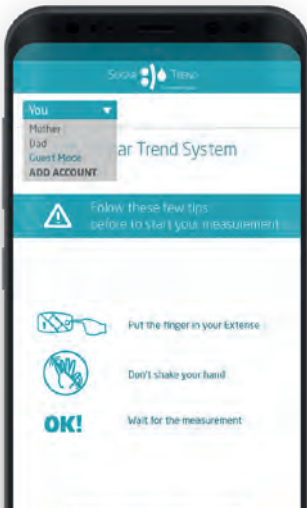 SUGAR TREND
You
Mother
Dad
Guest Mode
ADD ACCOUNT
ar Trend System
Follow these few tips
before to start your measurement
Put the finger in your Extense
Don't shake your hand
OK!
Wait for the measurement